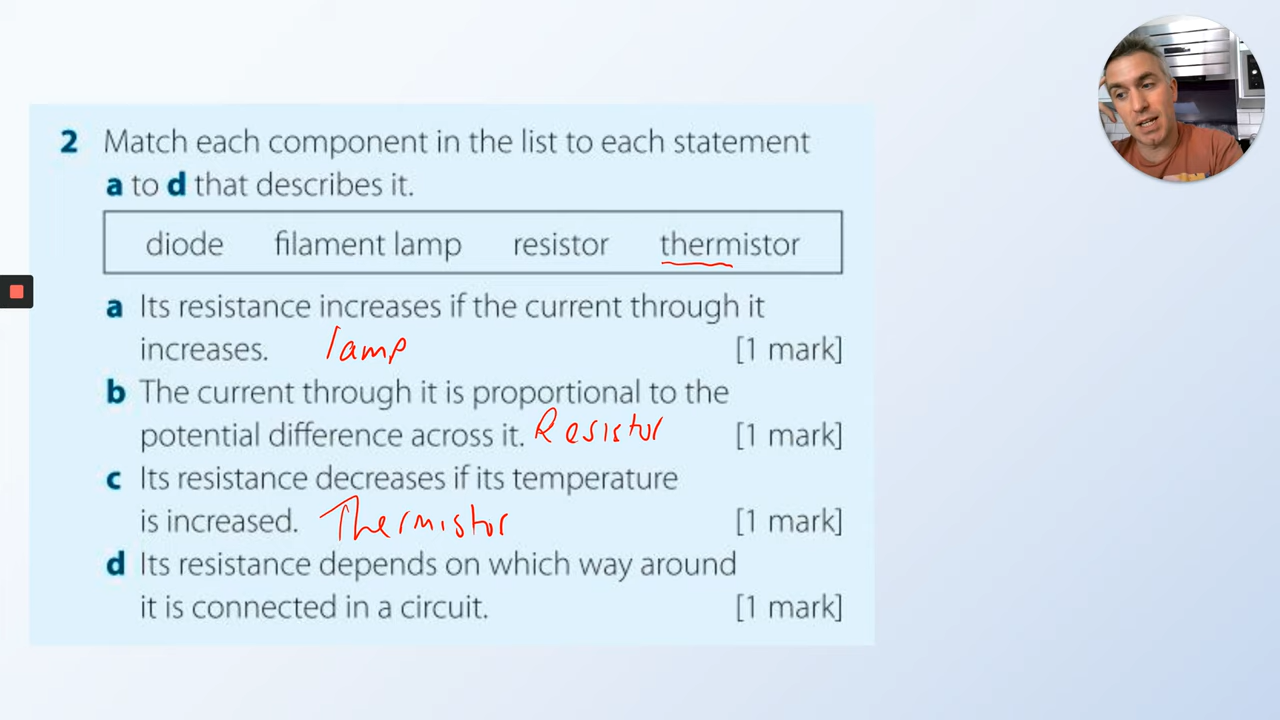 2 Match each component in the list to each statement
a to d that describes it.
diode filament lamp resistor thermistor
a Its resistance increases if the current through it
increases. lamp [1 mark]
b The current through it is proportional to the
potential difference across it. Resistor [1 mark]
c Its resistance decreases if its temperature
is increased. Thermistor [1 mark]
d Its resistance depends on which way around
it is connected in a circuit. [1 mark]